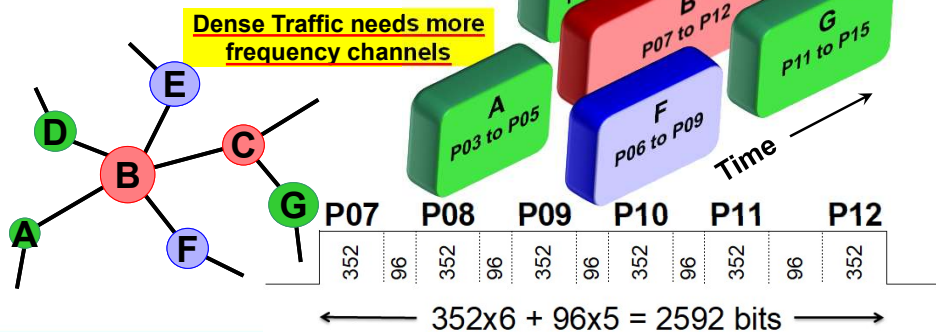 Dense Traffic needs more
frequency channels
E
D
B
C
A
F
G
B
P07 to P12
G
P11 to P15
A
P03 to P05
F
P06 to P09
Time
P07 P08 P09 P10 P11 P12
352 96 352 96 352 96 352 96 352 96 352
352x6 + 96x5 = 2592 bits